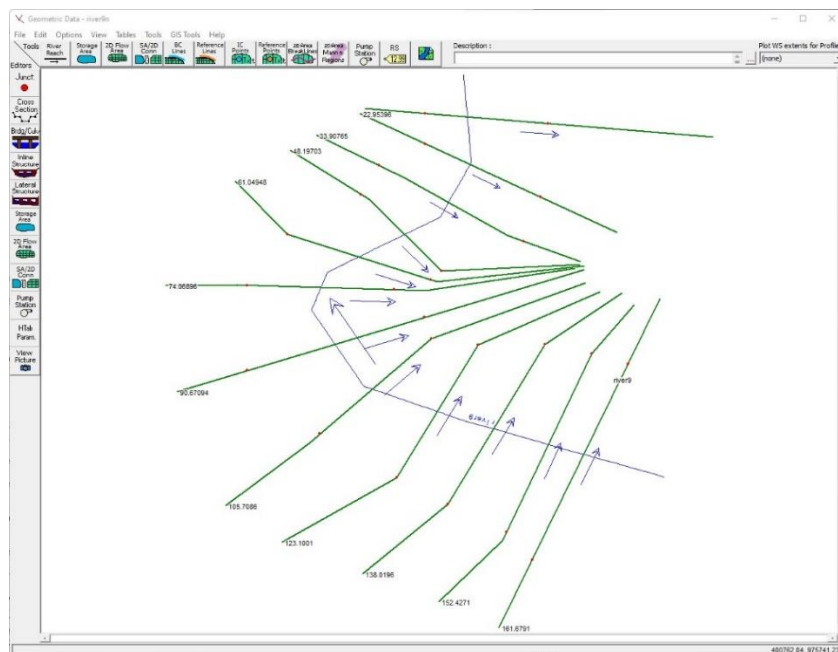 Geometric Data - river9n
File Edit Options View Tables Tools GIS Tools Help
Tools
River Reach
Storage Area
2D Flow Area
SA/2D Conn
BC Lines
Reference Lines
IC Points
Reference Points
2D Area BreakLines
2D Area Mann n Regions
Pump Station
RS
Description :
Plot WS extents for Profile
(none)
Editors
Junct.
Cross Section
Brdg/Culv
Inline Structure
Lateral Structure
Storage Area
2D Flow Area
SA/2D Conn
Pump Station
HTab Param.
View Picture
22.95396
33.90765
48.19703
61.04948
74.06896
90.67094
105.7086
123.1001
138.0196
152.4271
161.6791
river9
river9